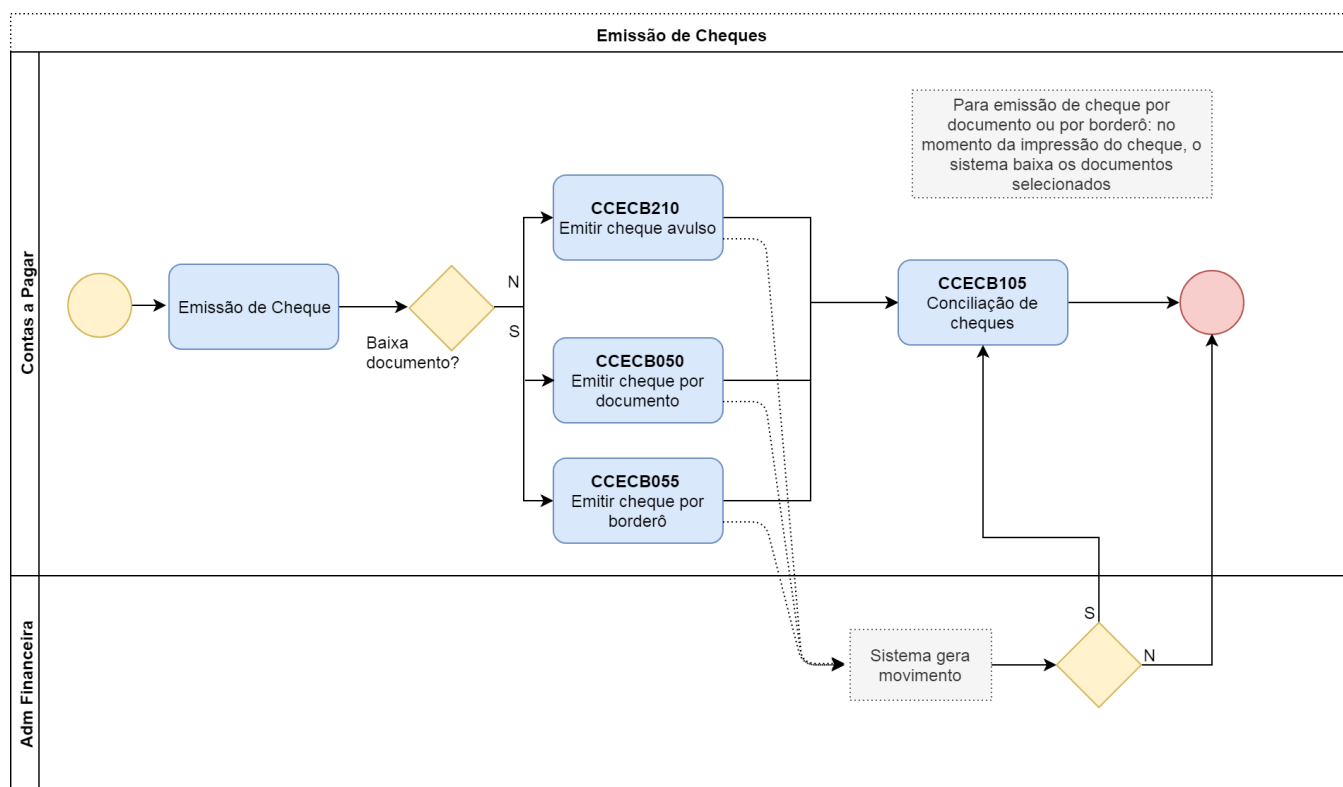 Emissão de Cheques
Contas a Pagar
Para emissão de cheque por
documento ou por borderô: no
momento da impressão do cheque, o
sistema baixa os documentos
selecionados
CCECB210
Emitir cheque avulso
N
Emissão de Cheque
S
Baixa
documento?
CCECB050
Emitir cheque por
documento
CCECB055
Emitir cheque por
borderô
CCECB105
Conciliação de
cheques
Adm Financeira
Sistema gera
movimento
S
N